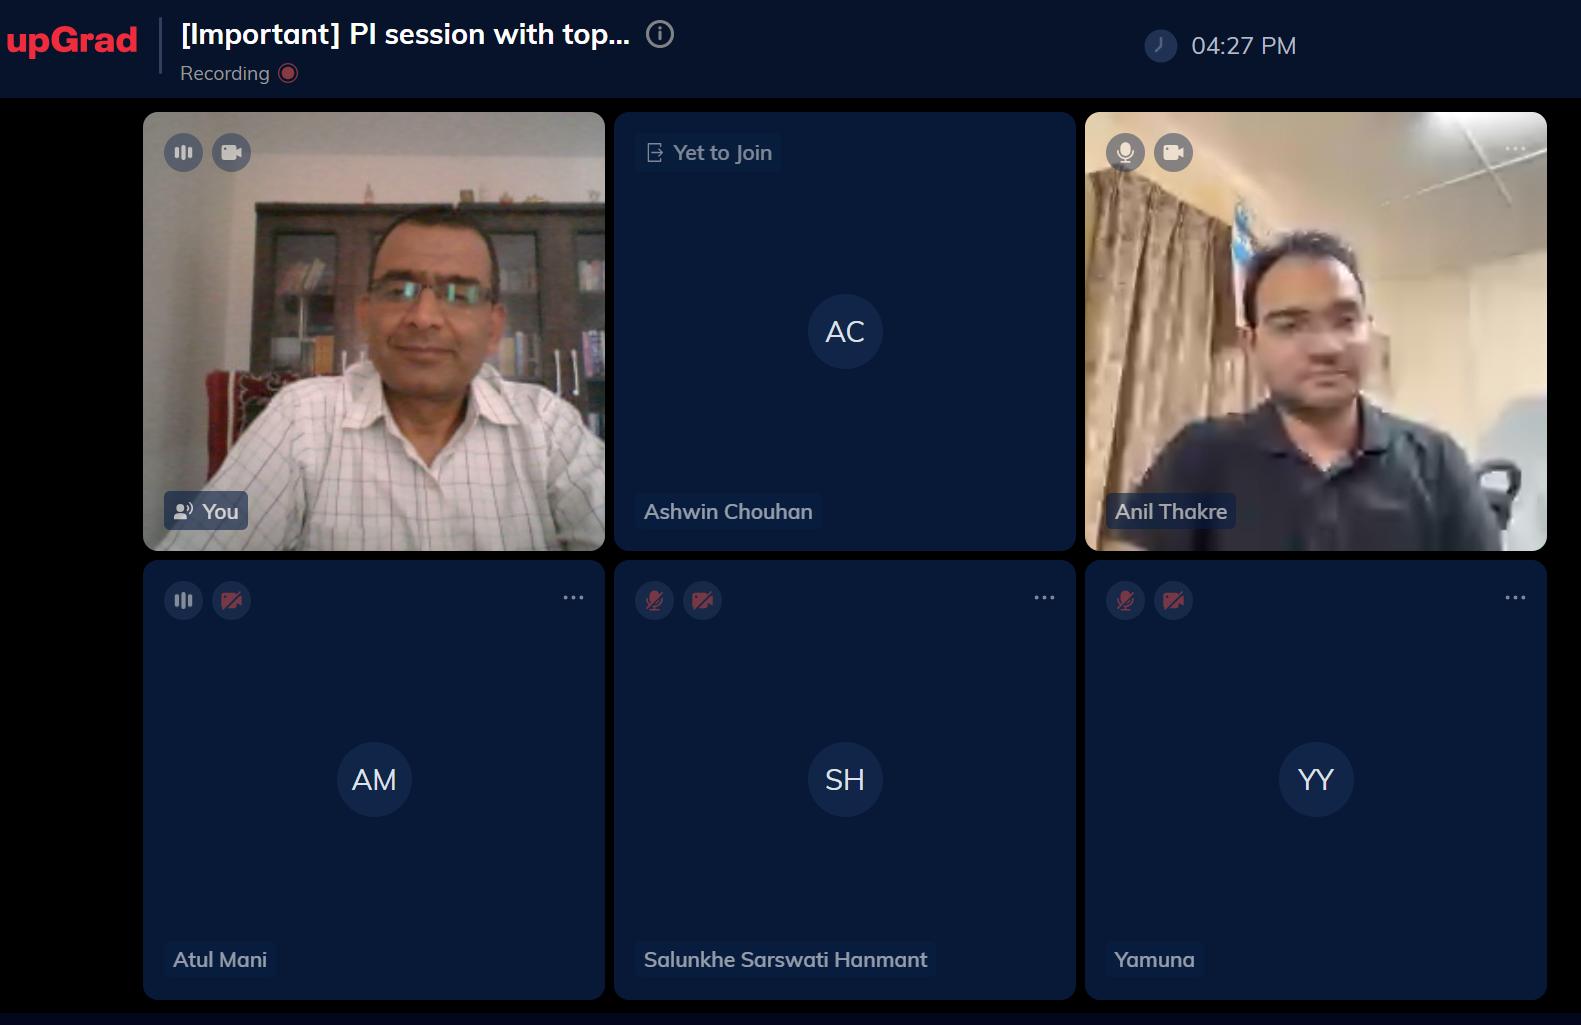 upGrad
[Important] PI session with top...
Recording
04:27 PM
You
Yet to Join
AC
Ashwin Chouhan
Anil Thakre
AM
Atul Mani
SH
Salunkhe Sarswati Hanmant
YY
Yamuna